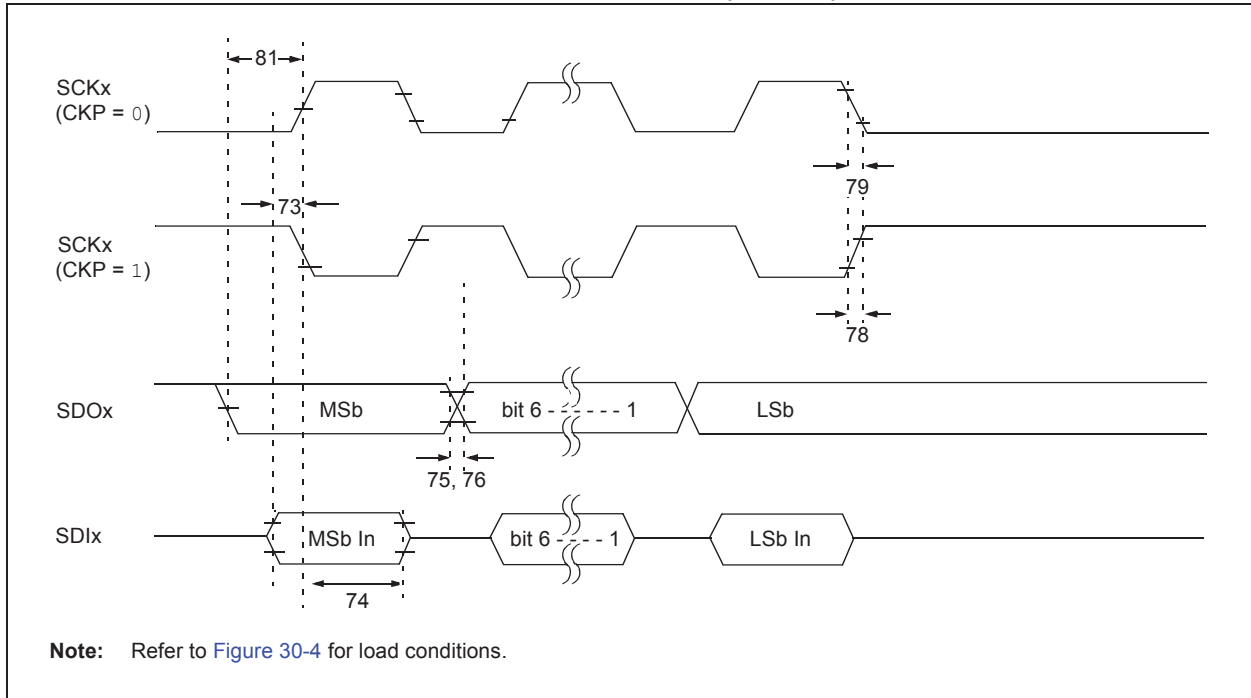 81
SCKx
(CKP = 0)
79
73
SCKx
(CKP = 1)
78
SDOx
MSb
bit 6 - - - - - - 1
LSb
75, 76
SDIx
MSb In
bit 6 - - - - 1
LSb In
74
Note: Refer to Figure 30-4 for load conditions.